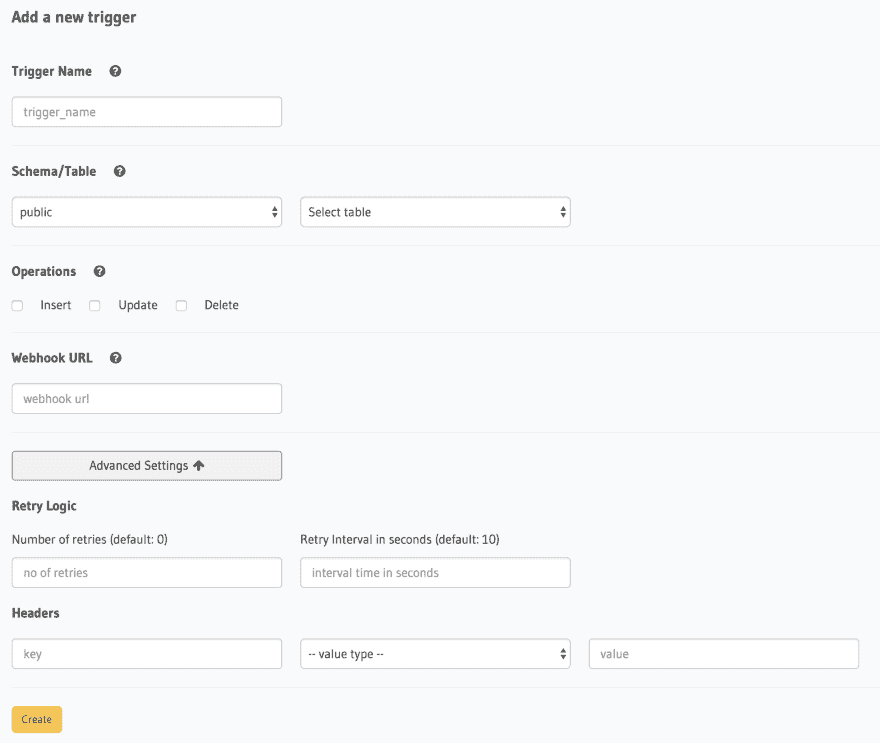 Add a new trigger
Trigger Name ?
trigger_name
Schema/Table ?
public Select table
Operations ?
Insert Update Delete
Webhook URL ?
webhook url
Advanced Settings
Retry Logic
Number of retries (default: 0) Retry Interval in seconds (default: 10)
no of retries interval time in seconds
Headers
key -- value type -- value
Create